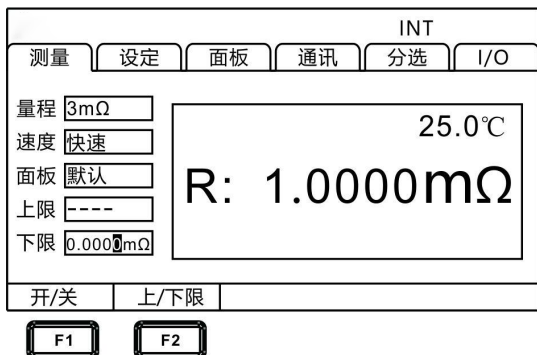 INT
测量 设定 面板 通讯 分选 I/O
量程 3mΩ
25.0℃
速度 快速
面板 默认
R: 1.0000mΩ
上限 ----
下限 0.0000mΩ
开/关 上/下限
F1 F2